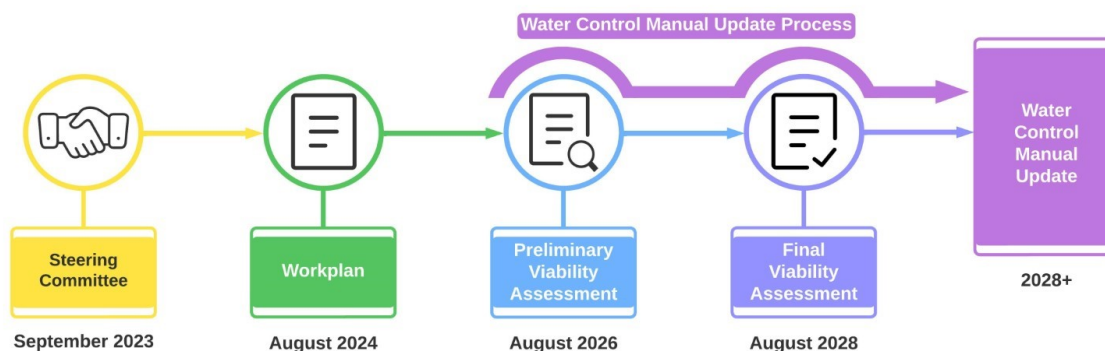 Water Control Manual Update Process
Steering
Committee
September 2023
Workplan
August 2024
Preliminary
Viability
Assessment
August 2026
Final
Viability
Assessment
August 2028
Water
Control
Manual
Update
2028+